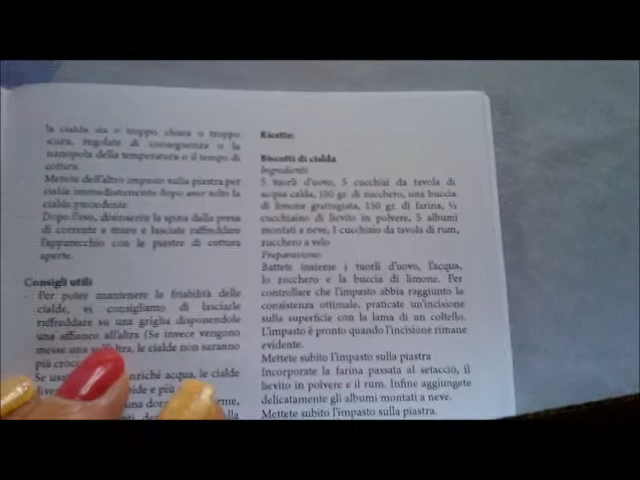 la cialda sia o troppo chiara o troppo
scura, regolate di conseguenza o la
manopola della temperatura o il tempo di
cottura.
Mettete dell'altro impasto sulla piastra per
cialda immediatamente dopo aver tolto la
cialda precedente.
Dopo l'uso, disinserite la spina dalla presa
di corrente a muro e lasciate raffreddare
l'apparecchio con le piastre di cottura
aperte.
Consigli utili
- Per poter mantenere la friabilità delle
cialde, vi consigliamo di lasciarle
raffreddare su una griglia disponendole
una affianco all'altra (Se invece vengono
messe una le cialde non saranno
più
Se usa acqua, le cialde
e più
una
Ricette:
Biscotti di cialda
Ingredienti:
5 tuorli d'uovo, 5 cucchiai da tavola di
acqua calda, 100 gr. di zucchero, una buccia
di limone grattugista, 150 gr. di farina, ½
cucchiaino di lievito in polvere, 5 albumi
montati a neve, 1 cucchiaio da tavola di rum,
zucchero a velo
Preparazione:
Battete insieme i tuorli d'uovo, l'acqua,
lo zucchero e la buccia di limone. Per
controllare che l'impasto abbia raggiunto la
consistenza ottimale, praticate un'incisione
sulla superficie con la lama di un coltello.
L'impasto è pronto quando l'incisione rimane
evidente.
Mettete subito l'impasto sulla piastra
Incorporate la farina passata al setaccio, il
lievito in polvere e il rum. Infine aggiungete
delicatamente gli albumi montati a neve.
Mettete subito l'impasto sulla piastra.